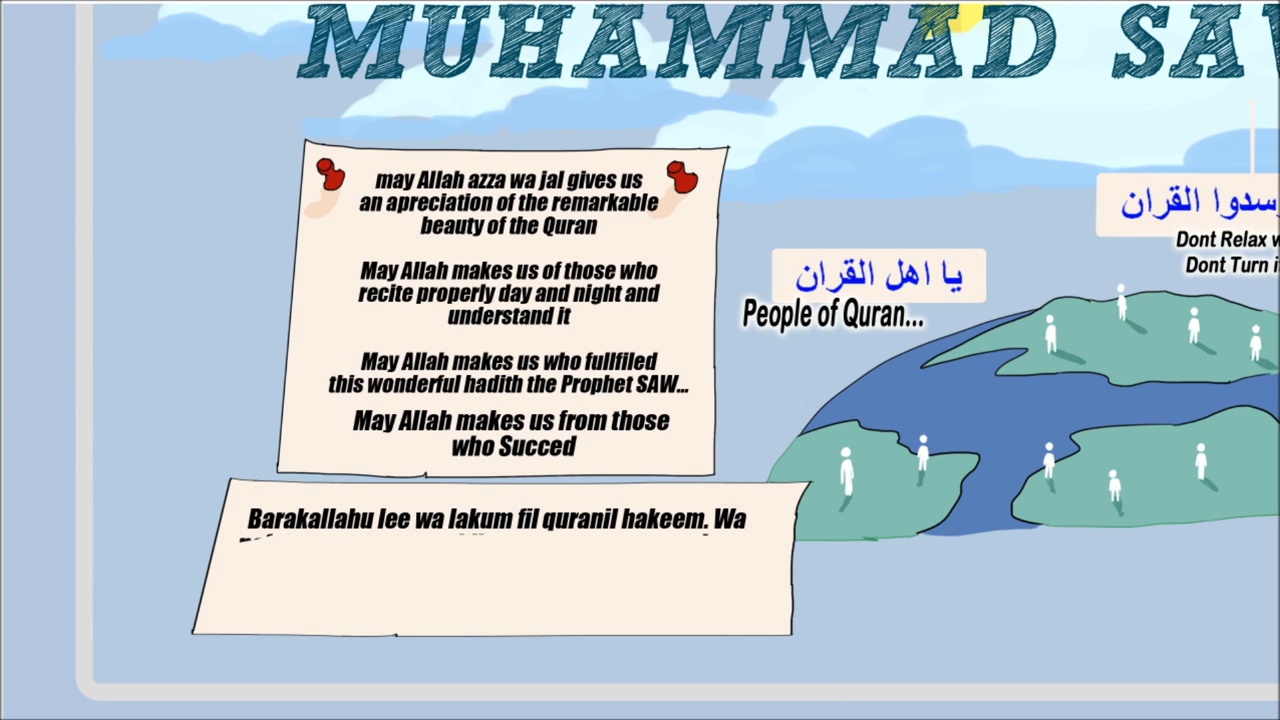 MUHAMMAD SAW
may Allah azza wa jal gives us
an apreciation of the remarkable
beauty of the Quran
May Allah makes us of those who
recite properly day and night and
understand it
May Allah makes us who fullfiled
this wonderful hadith the Prophet SAW...
May Allah makes us from those
who Succed
Barakallahu lee wa lakum fil quranil hakeem. Wa
يا اهل القران
People of Quran...
القران
Dont Relax
Dont Turn